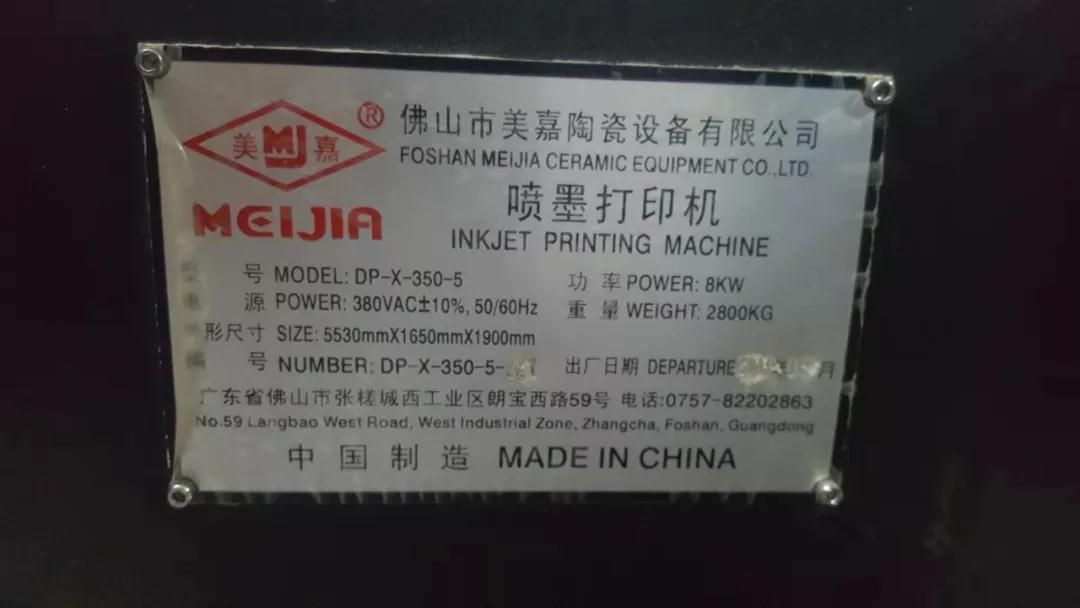 美 MJ 嘉 ®
MEIJIA
佛山市美嘉陶瓷设备有限公司
FOSHAN MEIJIA CERAMIC EQUIPMENT CO.,LTD.
喷墨打印机
INKJET PRINTING MACHINE
号 MODEL: DP-X-350-5 功 率 POWER: 8KW
源 POWER: 380VAC±10%, 50/60Hz 重 量 WEIGHT: 2800KG
形尺寸 SIZE: 5530mmX1650mmX1900mm
号 NUMBER: DP-X-350-5- 出厂日期 DEPARTURE 月
广东省佛山市张槎城西工业区朗宝西路59号 电话:0757-82202863
No.59 Langbao West Road, West Industrial Zone, Zhangcha, Foshan, Guangdong
中国制造 MADE IN CHINA